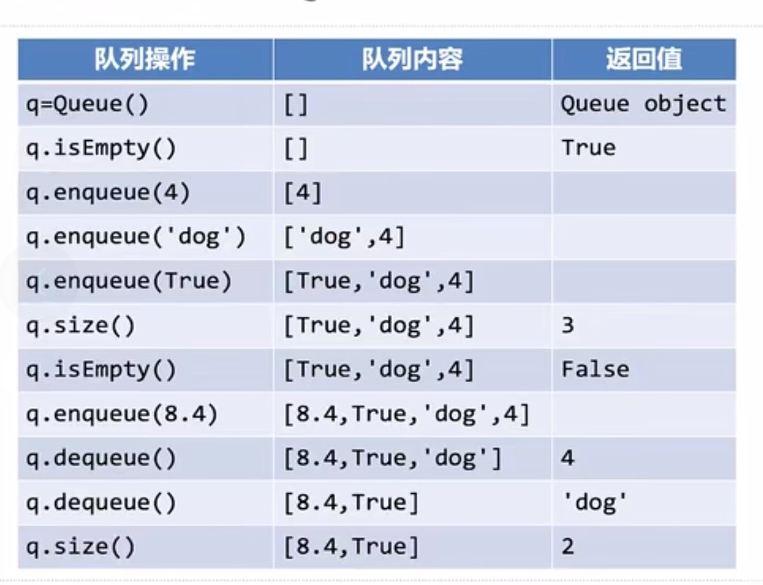 队列操作 队列内容 返回值
q=Queue() [] Queue object
q.isEmpty() [] True
q.enqueue(4) [4]
q.enqueue('dog') ['dog',4]
q.enqueue(True) [True,'dog',4]
q.size() [True,'dog',4] 3
q.isEmpty() [True,'dog',4] False
q.enqueue(8.4) [8.4,True,'dog',4]
q.dequeue() [8.4,True,'dog'] 4
q.dequeue() [8.4,True] 'dog'
q.size() [8.4,True] 2